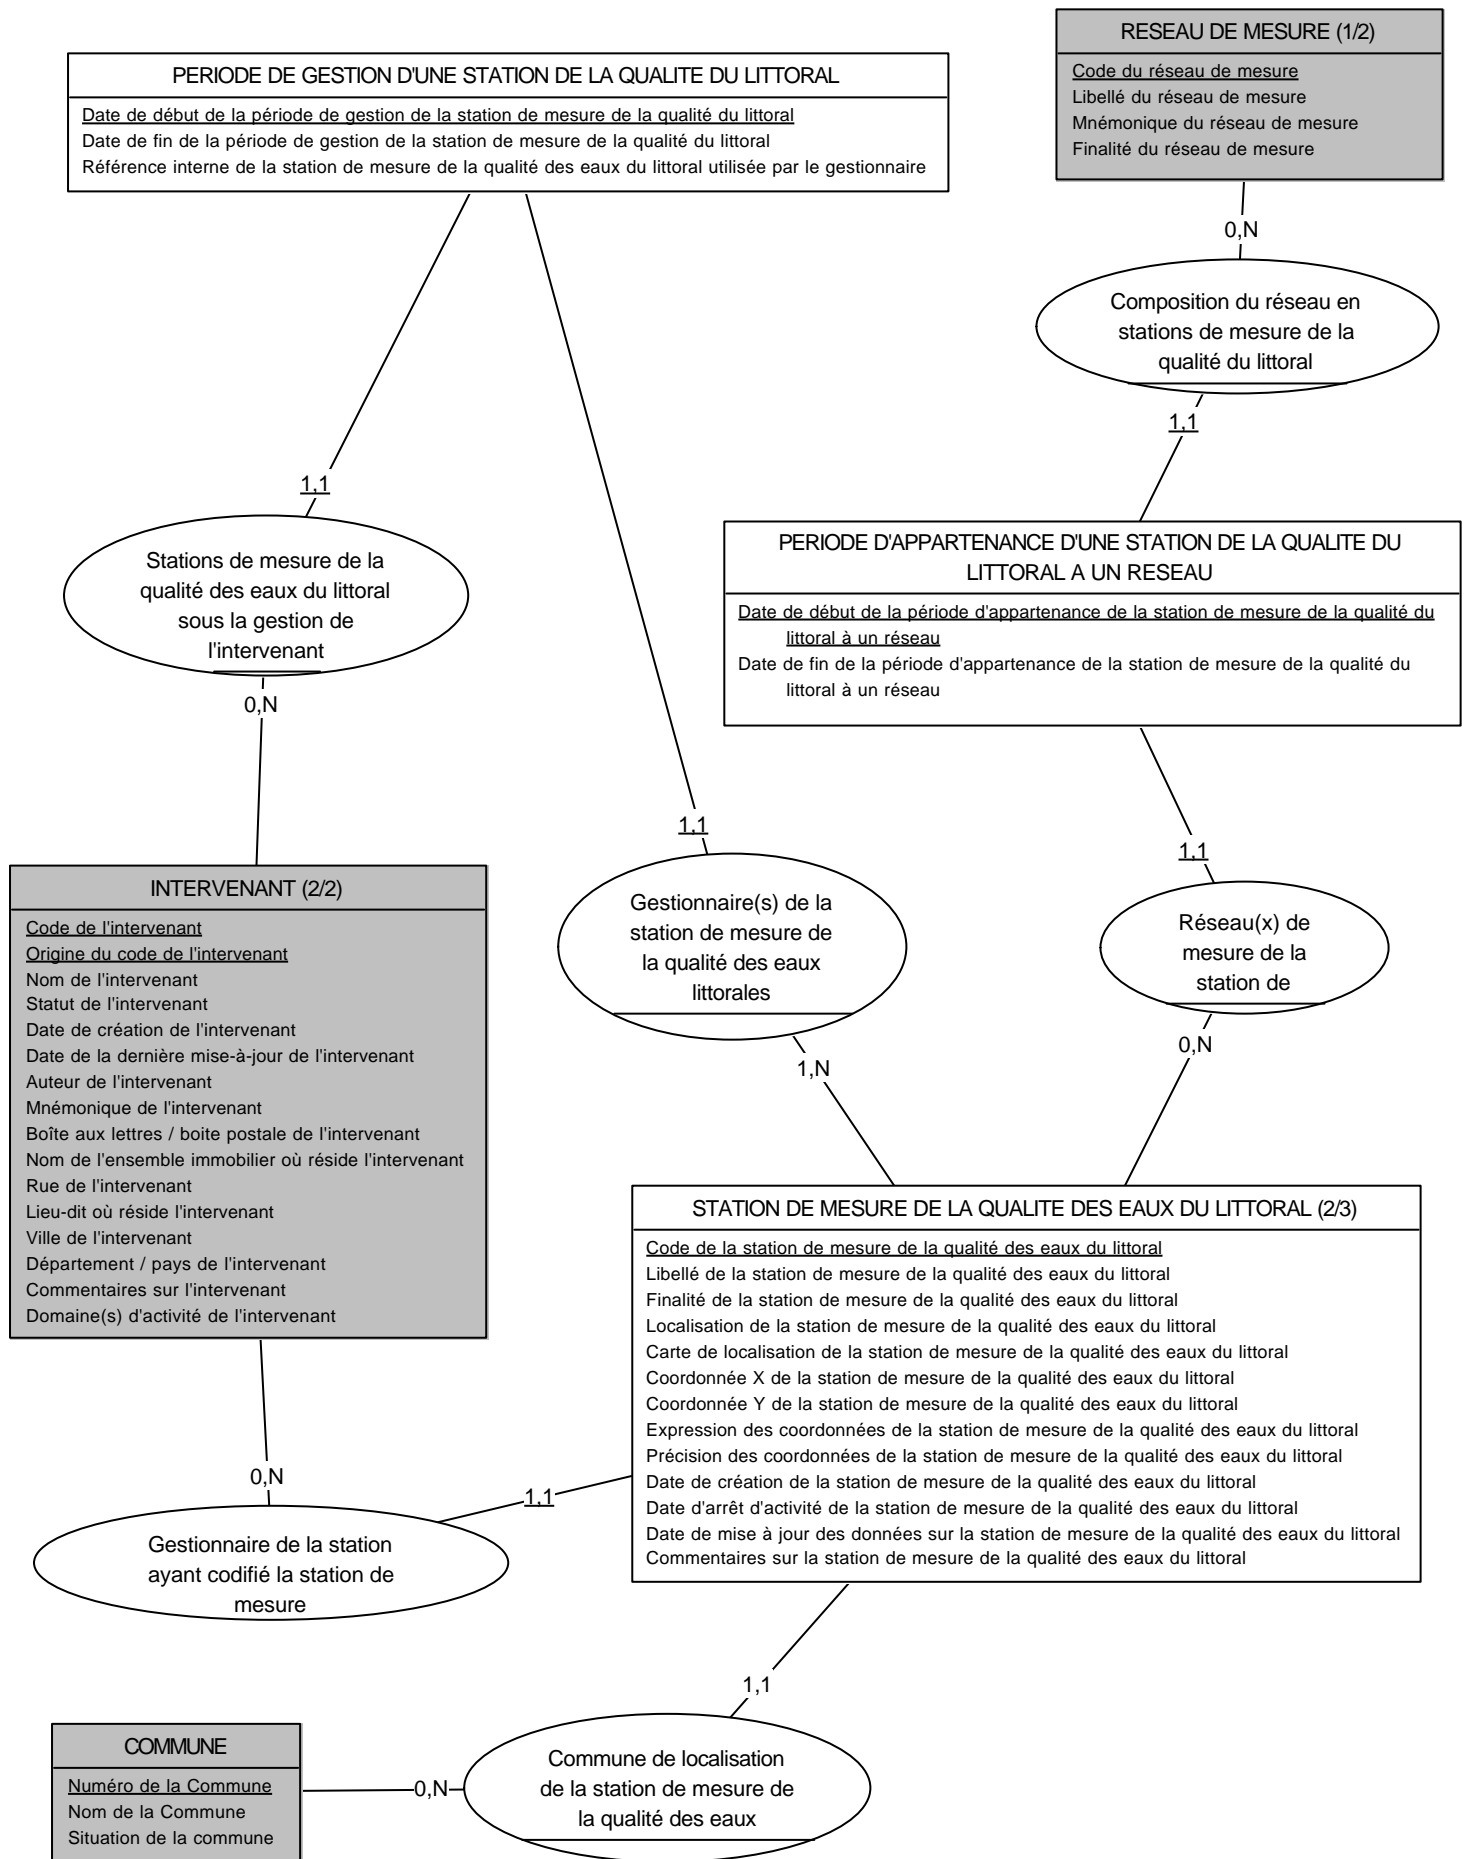 RESEAU DE MESURE (1/2)
Code du réseau de mesure
Libellé du réseau de mesure
Mnémonique du réseau de mesure
Finalité du réseau de mesure
PERIODE DE GESTION D'UNE STATION DE LA QUALITE DU LITTORAL
Date de début de la période de gestion de la station de mesure de la qualité du littoral
Date de fin de la période de gestion de la station de mesure de la qualité du littoral
Référence interne de la station de mesure de la qualité des eaux du littoral utilisée par le gestionnaire
0,N
Composition du réseau en
stations de mesure de la
qualité du littoral
1,1
1,1
Stations de mesure de la
qualité des eaux du littoral
sous la gestion de
l'intervenant
0,N
PERIODE D'APPARTENANCE D'UNE STATION DE LA QUALITE DU
LITTORAL A UN RESEAU
Date de début de la période d'appartenance de la station de mesure de la qualité du
littoral à un réseau
Date de fin de la période d'appartenance de la station de mesure de la qualité du
littoral à un réseau
1,1
1,1
INTERVENANT (2/2)
Code de l'intervenant
Origine du code de l'intervenant
Nom de l'intervenant
Statut de l'intervenant
Date de création de l'intervenant
Date de la dernière mise-à-jour de l'intervenant
Auteur de l'intervenant
Mnémonique de l'intervenant
Boîte aux lettres / boite postale de l'intervenant
Nom de l'ensemble immobilier où réside l'intervenant
Rue de l'intervenant
Lieu-dit où réside l'intervenant
Ville de l'intervenant
Département / pays de l'intervenant
Commentaires sur l'intervenant
Domaine(s) d'activité de l'intervenant
Gestionnaire(s) de la
station de mesure de
la qualité des eaux
littorales
1,N
Réseau(x) de
mesure de la
station de
0,N
STATION DE MESURE DE LA QUALITE DES EAUX DU LITTORAL (2/3)
Code de la station de mesure de la qualité des eaux du littoral
Libellé de la station de mesure de la qualité des eaux du littoral
Finalité de la station de mesure de la qualité des eaux du littoral
Localisation de la station de mesure de la qualité des eaux du littoral
Carte de localisation de la station de mesure de la qualité des eaux du littoral
Coordonnée X de la station de mesure de la qualité des eaux du littoral
Coordonnée Y de la station de mesure de la qualité des eaux du littoral
Expression des coordonnées de la station de mesure de la qualité des eaux du littoral
Précision des coordonnées de la station de mesure de la qualité des eaux du littoral
Date de création de la station de mesure de la qualité des eaux du littoral
Date d'arrêt d'activité de la station de mesure de la qualité des eaux du littoral
Date de mise à jour des données sur la station de mesure de la qualité des eaux du littoral
Commentaires sur la station de mesure de la qualité des eaux du littoral
0,N
1,1
Gestionnaire de la station
ayant codifié la station de
mesure
1,1
COMMUNE
Numéro de la Commune
Nom de la Commune
Situation de la commune
0,N
Commune de localisation
de la station de mesure de
la qualité des eaux